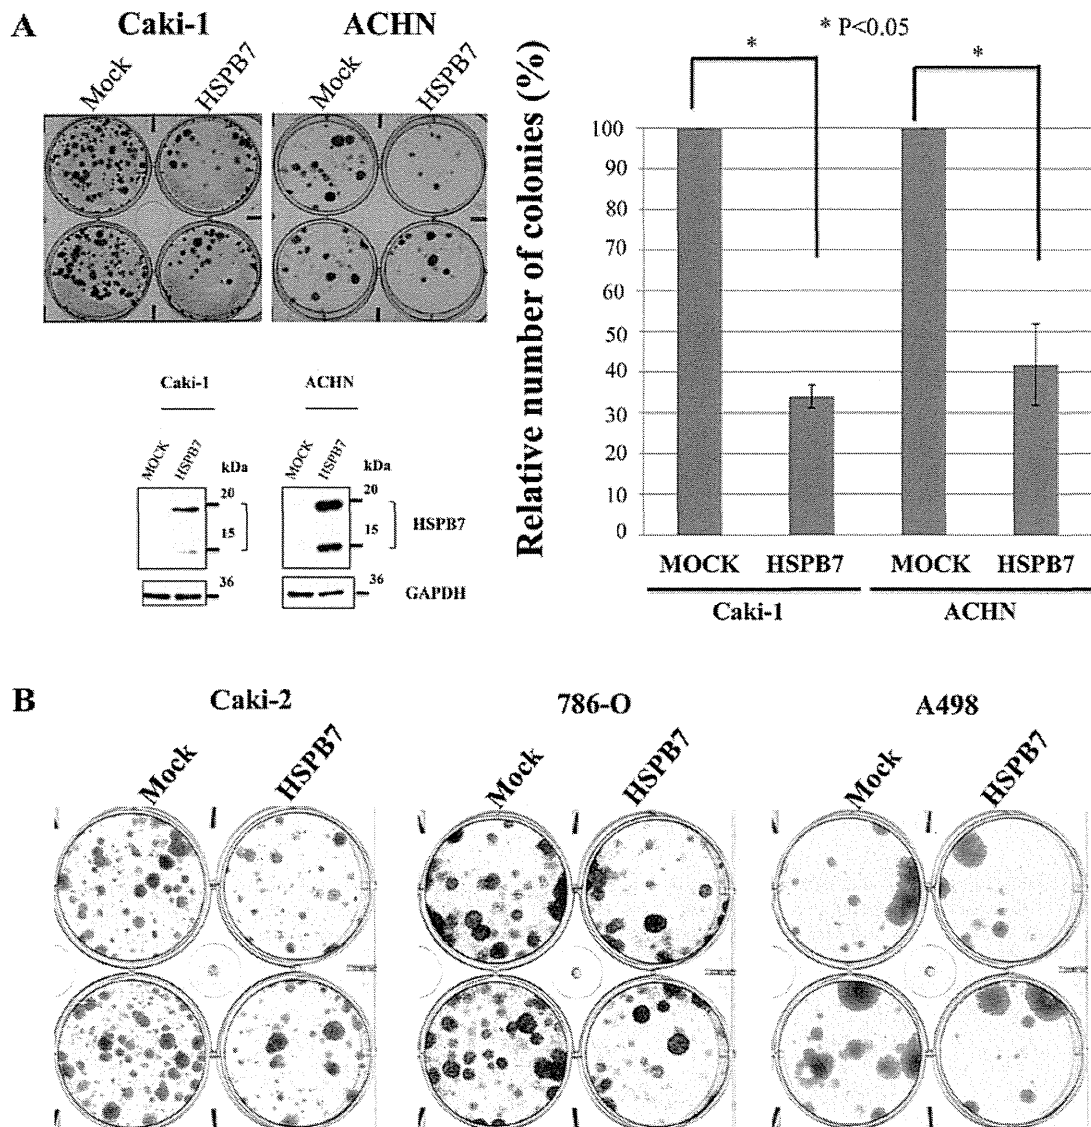 A
Caki-1 ACHN
Mock HSPB7 Mock HSPB7
Caki-1 ACHN
MOCK HSPB7 kDa MOCK HSPB7 kDa
20 20
15 15
HSPB7
36 36
GAPDH
* P<0.05
* *
Relative number of colonies (%)
100
90
80
70
60
50
40
30
20
10
0
MOCK HSPB7 MOCK HSPB7
Caki-1 ACHN
B
Caki-2 786-O A498
Mock HSPB7 Mock HSPB7 Mock HSPB7